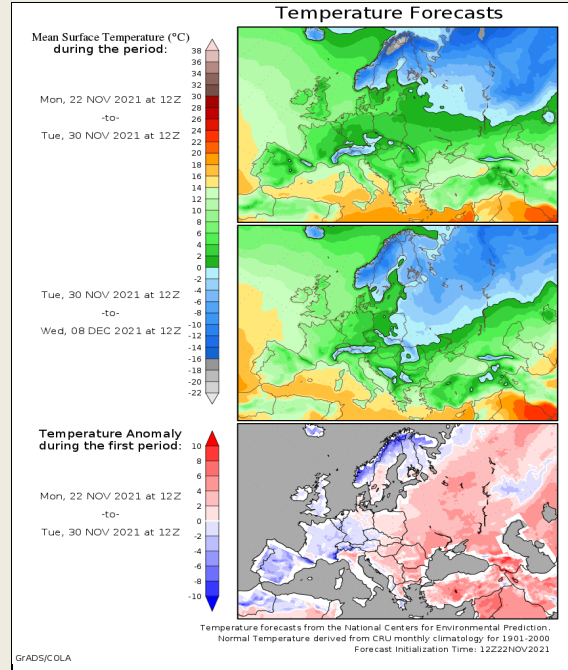 Temperature Forecasts
Mean Surface Temperature (°C)
during the period:
Mon, 22 NOV 2021 at 12Z
-to-
Tue, 30 NOV 2021 at 12Z
38
36
34
32
30
28
26
24
22
20
18
16
14
12
10
8
6
4
2
0
-2
-4
-6
-8
-10
-12
-14
-16
-18
-20
-22
Tue, 30 NOV 2021 at 12Z
-to-
Wed, 08 DEC 2021 at 12Z
Temperature Anomaly
during the first period:
Mon, 22 NOV 2021 at 12Z
-to-
Tue, 30 NOV 2021 at 12Z
10
8
6
4
2
0
-2
-4
-6
-8
-10
Temperature forecasts from the National Centers for Environmental Prediction.
Normal Temperature derived from CRU monthly climatology for 1901-2000
Forecast Initialization Time: 12Z22NOV2021
GrADS/COLA